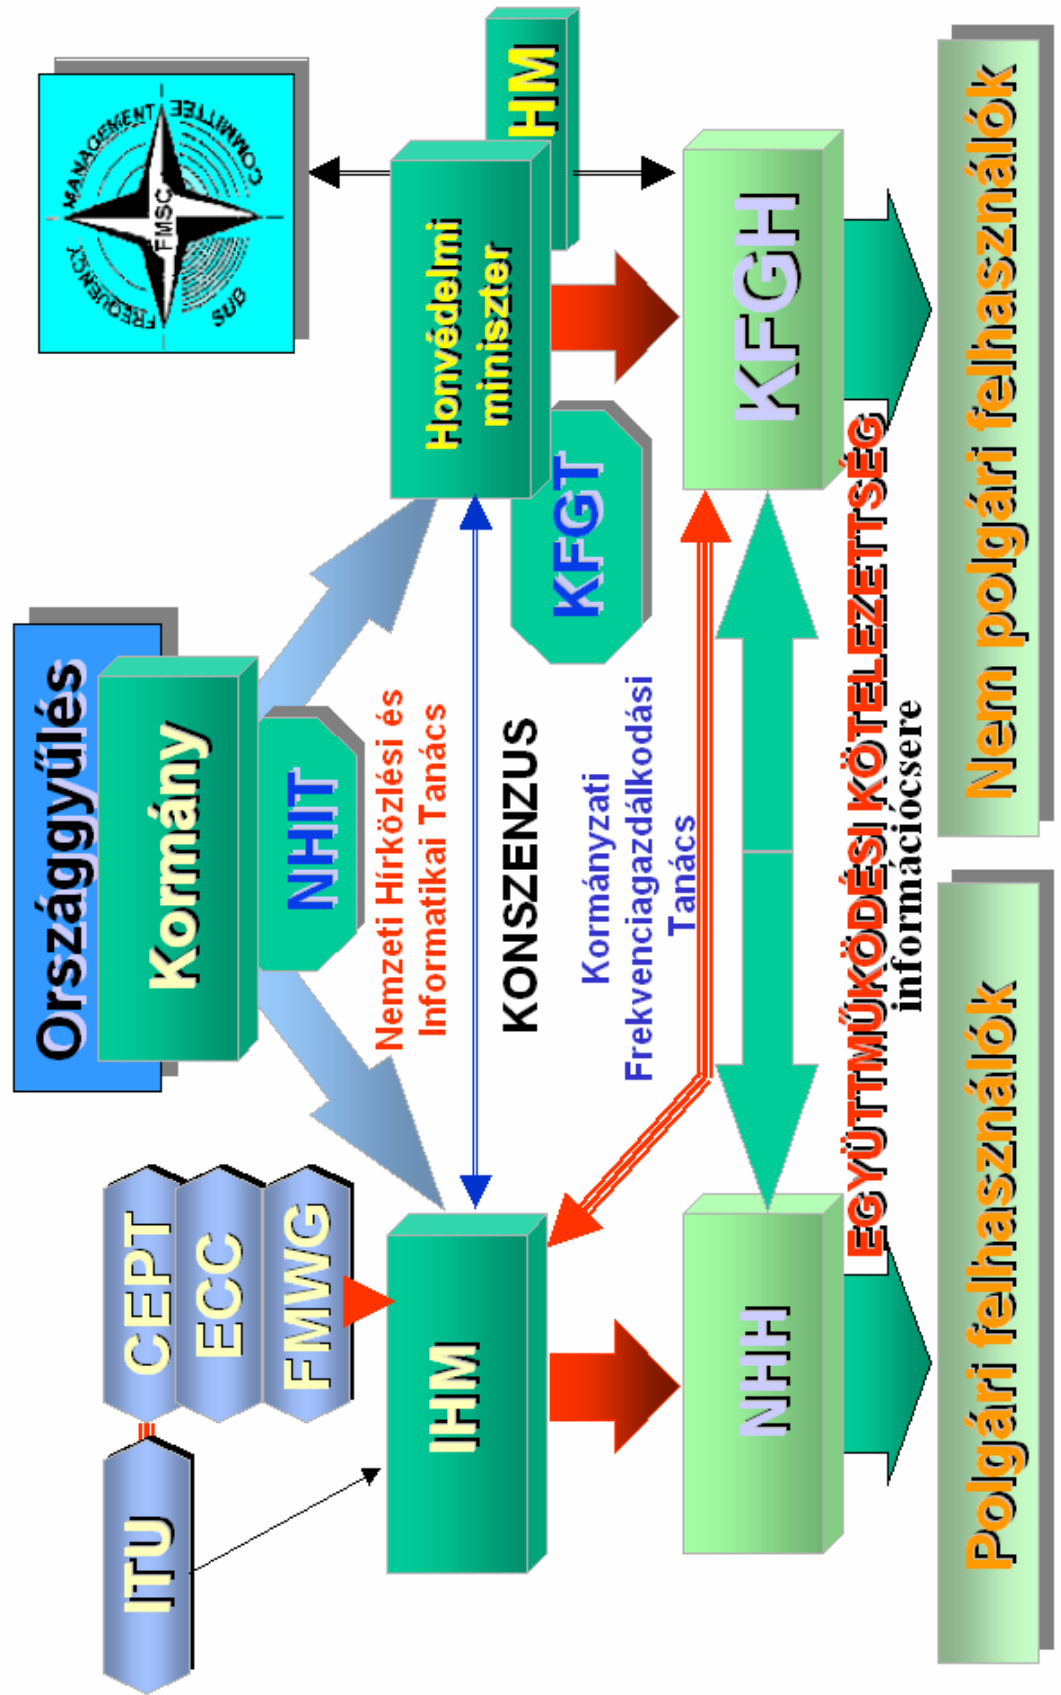 Országgyűlés
Kormány
NHIT
Nemzeti Hírközlési és
Informatikai Tanács
ITU
CEPT
ECC
FMWG
FREQUENCY
MANAGEMENT
SUB
COMMITTEE
FMSC
IHM
KONSZENZUS
Honvédelmi
miniszter
HM
KFGT
Kormányzati
Frekvenciagazdálkodási
Tanács
NHH
KFGH
EGYÜTTMŰKÖDÉSI KÖTELEZETTSÉG
információcsere
Polgári felhasználók
Nem polgári felhasználók